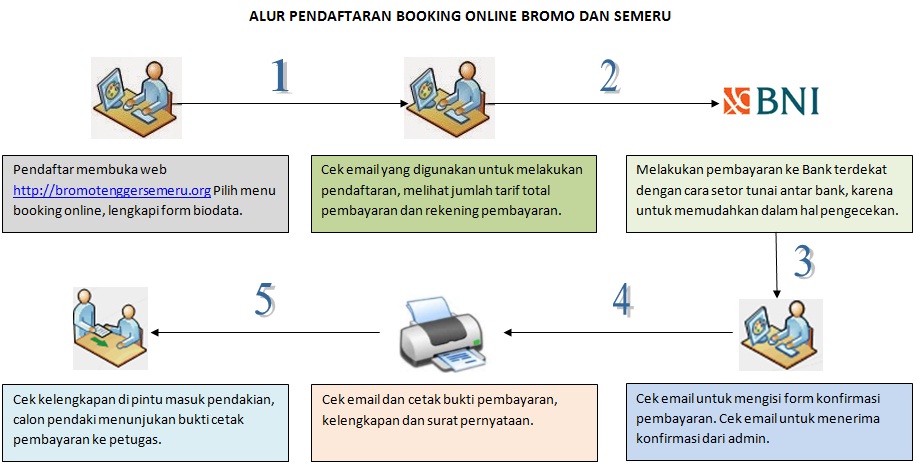 ALUR PENDAFTARAN BOOKING ONLINE BROMO DAN SEMERU
1
2
BNI
Pendaftar membuka web
http://bromotenggersemeru.org Pilih menu
booking online, lengkapi form biodata.
Cek email yang digunakan untuk melakukan
pendaftaran, melihat jumlah tarif total
pembayaran dan rekening pembayaran.
Melakukan pembayaran ke Bank terdekat
dengan cara setor tunai antar bank, karena
untuk memudahkan dalam hal pengecekan.
3
4
5
Cek email untuk mengisi form konfirmasi
pembayaran. Cek email untuk menerima
konfirmasi dari admin.
Cek email dan cetak bukti pembayaran,
kelengkapan dan surat pernyataan.
Cek kelengkapan di pintu masuk pendakian,
calon pendaki menunjukan bukti cetak
pembayaran ke petugas.